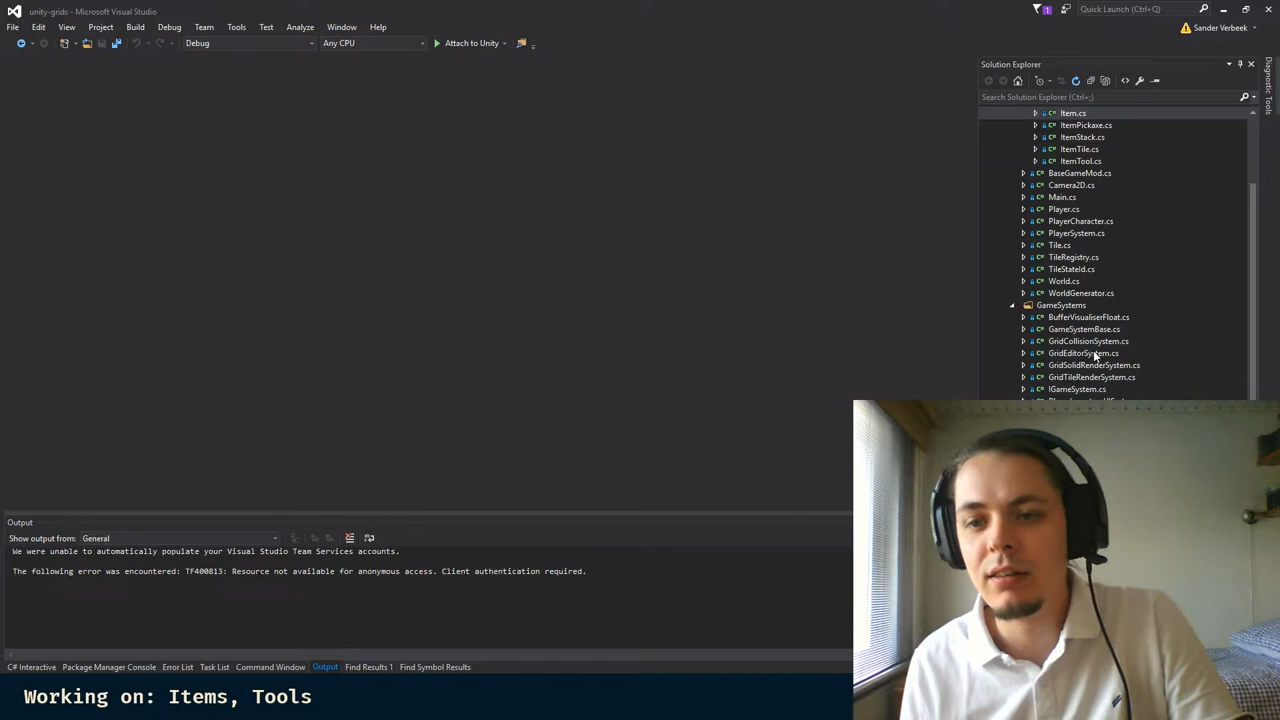 unity-grids - Microsoft Visual Studio
Quick Launch (Ctrl+Q)
1
File Edit View Project Build Debug Team Tools Test Analyze Window Help
Sander Verbeek
Debug Any CPU Attach to Unity
Solution Explorer
Search Solution Explorer (Ctrl+;)
Item.cs
ItemPickaxe.cs
ItemStack.cs
ItemTile.cs
ItemTool.cs
BaseGameMod.cs
Camera2D.cs
Main.cs
Player.cs
PlayerCharacter.cs
PlayerSystem.cs
Tile.cs
TileRegistry.cs
TileStateId.cs
World.cs
WorldGenerator.cs
GameSystems
BufferVisualiserFloat.cs
GameSystemBase.cs
GridCollisionSystem.cs
GridEditorSystem.cs
GridSolidRenderSystem.cs
GridTileRenderSystem.cs
IGameSystem.cs
Diagnostic Tools
Output
Show output from: General
We were unable to automatically populate your Visual Studio Team Services accounts.
The following error was encountered: TF400813: Resource not available for anonymous access. Client authentication required.
C# Interactive Package Manager Console Error List Task List Command Window Output Find Results 1 Find Symbol Results
Working on: Items, Tools